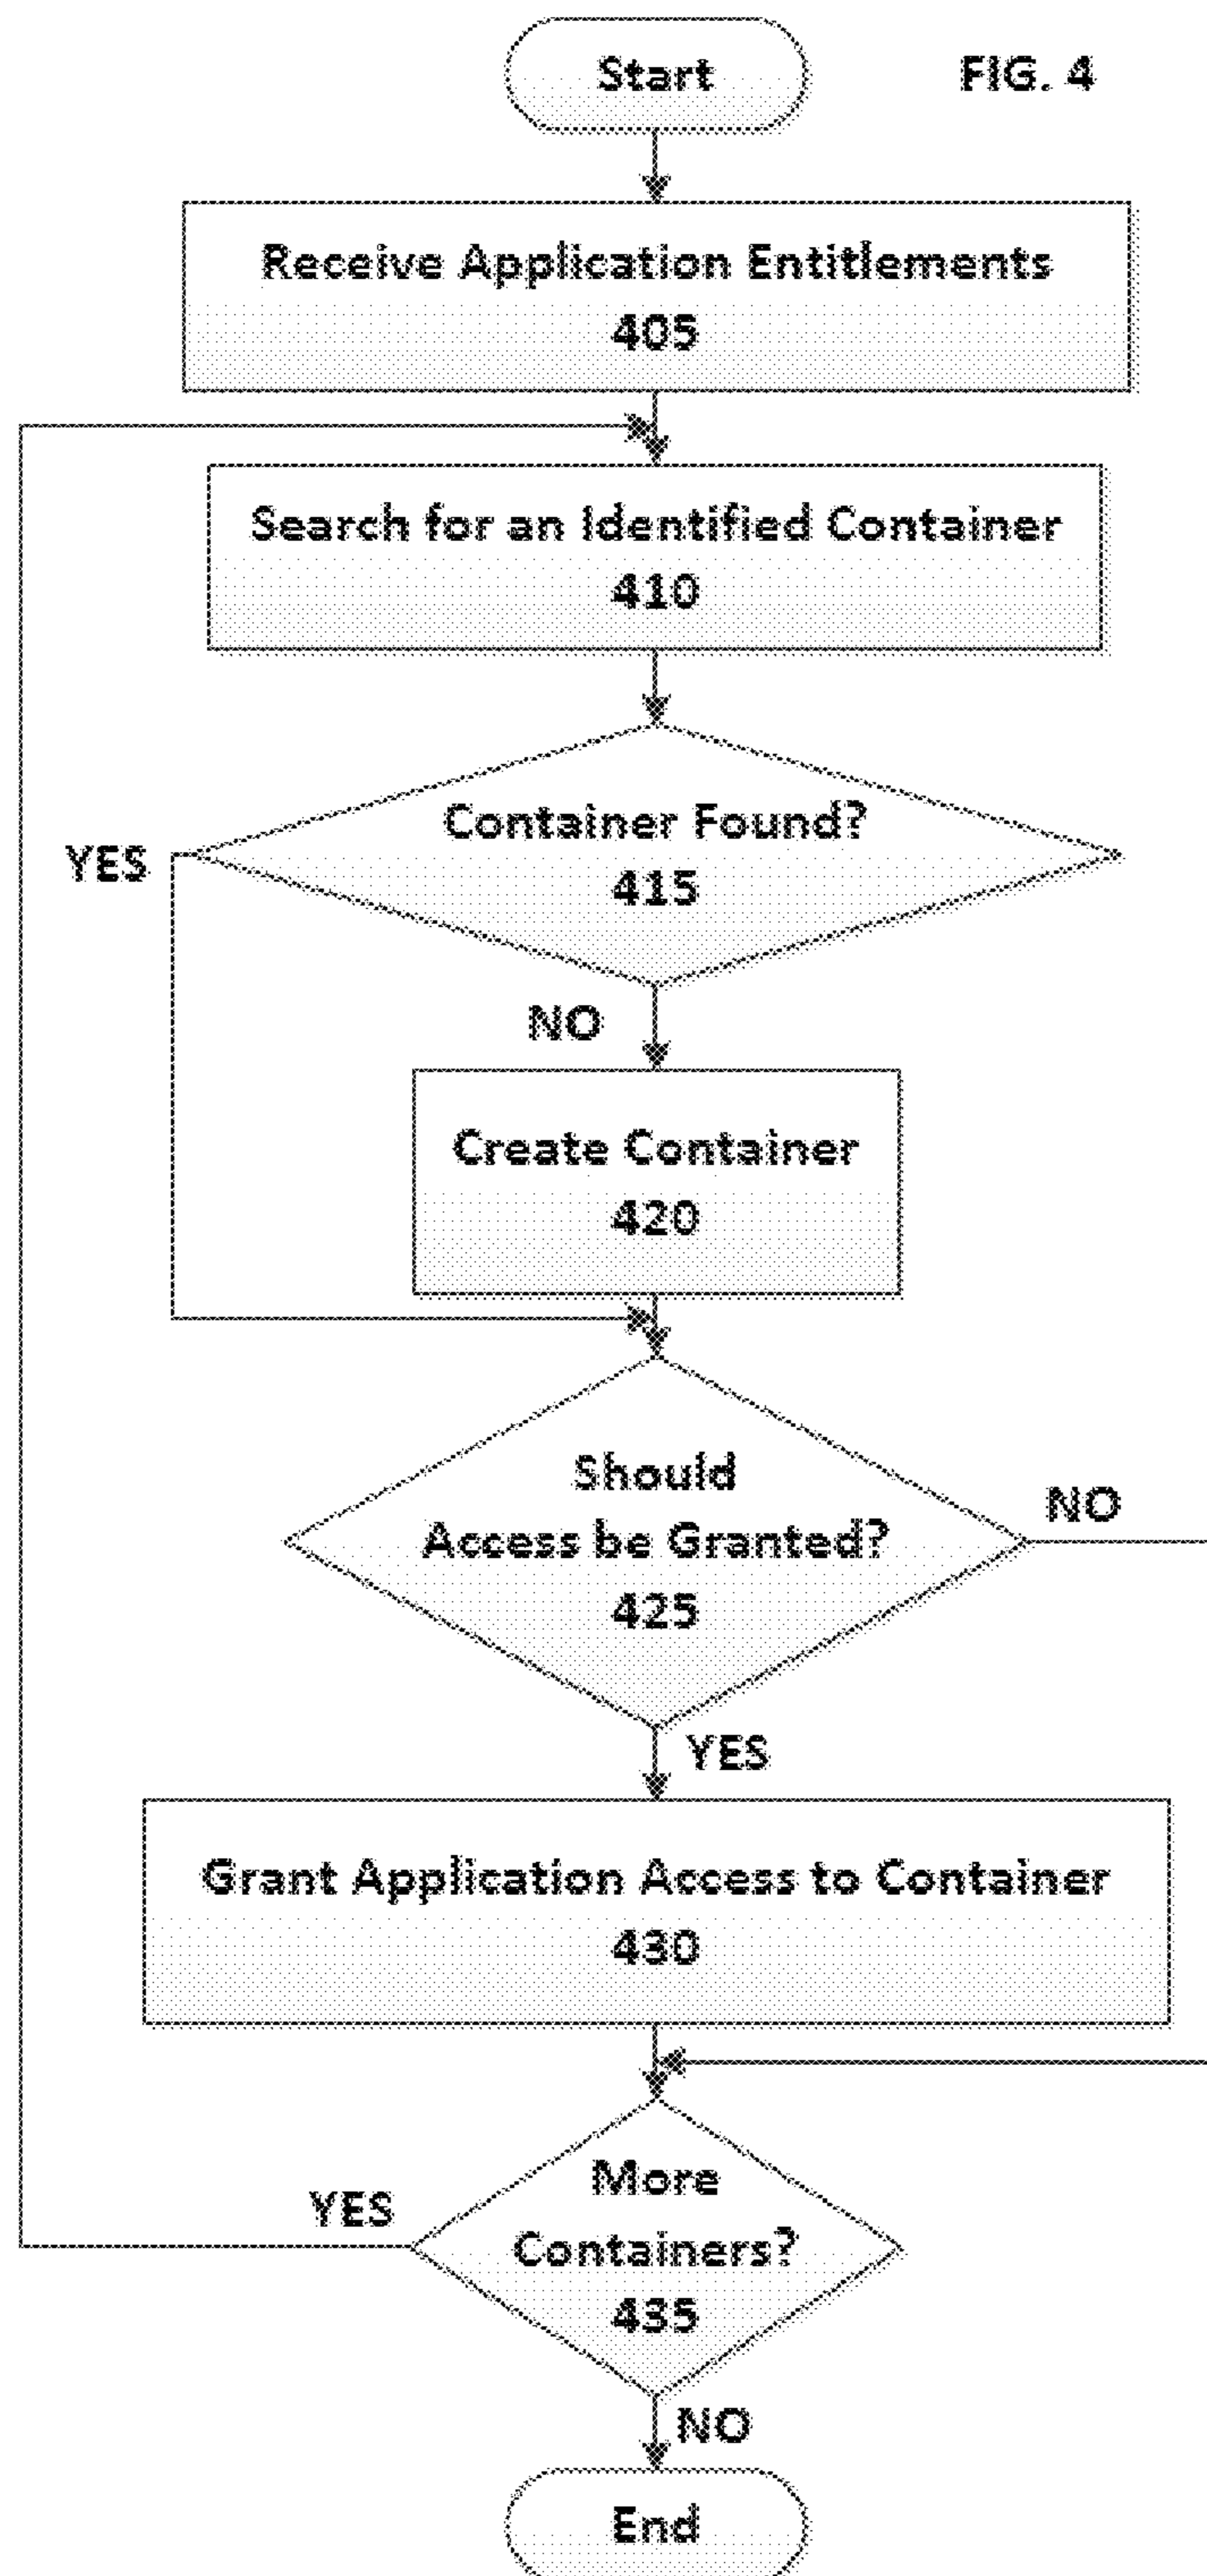 Start
FIG. 4
Receive Application Entitlements
405
Search for an Identified Container
410
Container Found?
415
YES
NO
Create Container
420
Should
Access be Granted?
425
NO
YES
Grant Application Access to Container
430
More
Containers?
435
YES
NO
End